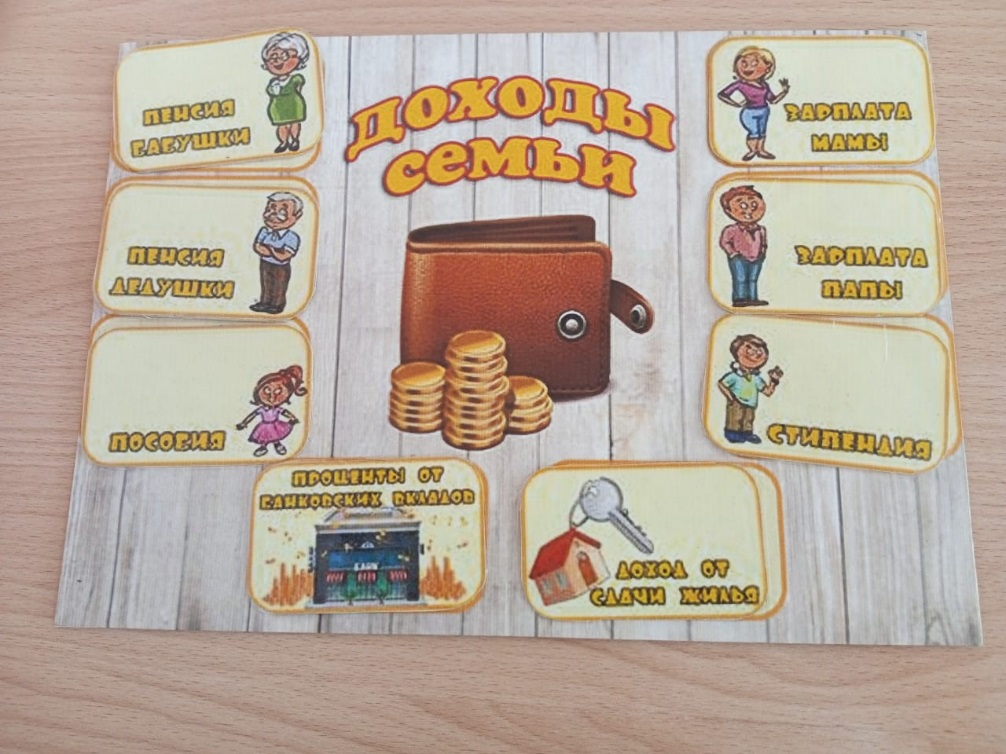 ДОХОДЫ
СЕМЬИ
ПЕНСИЯ
БАБУШКИ
ПЕНСИЯ
ДЕДУШКИ
ПОСОБИЯ
ЗАРПЛАТА
МАМЫ
ЗАРПЛАТА
ПАПЫ
СТИПЕНДИЯ
ПРОЦЕНТЫ ОТ
БАНКОВСКИХ ВКЛАДОВ
БАНК
ДОХОД ОТ
СДАЧИ ЖИЛЬЯ